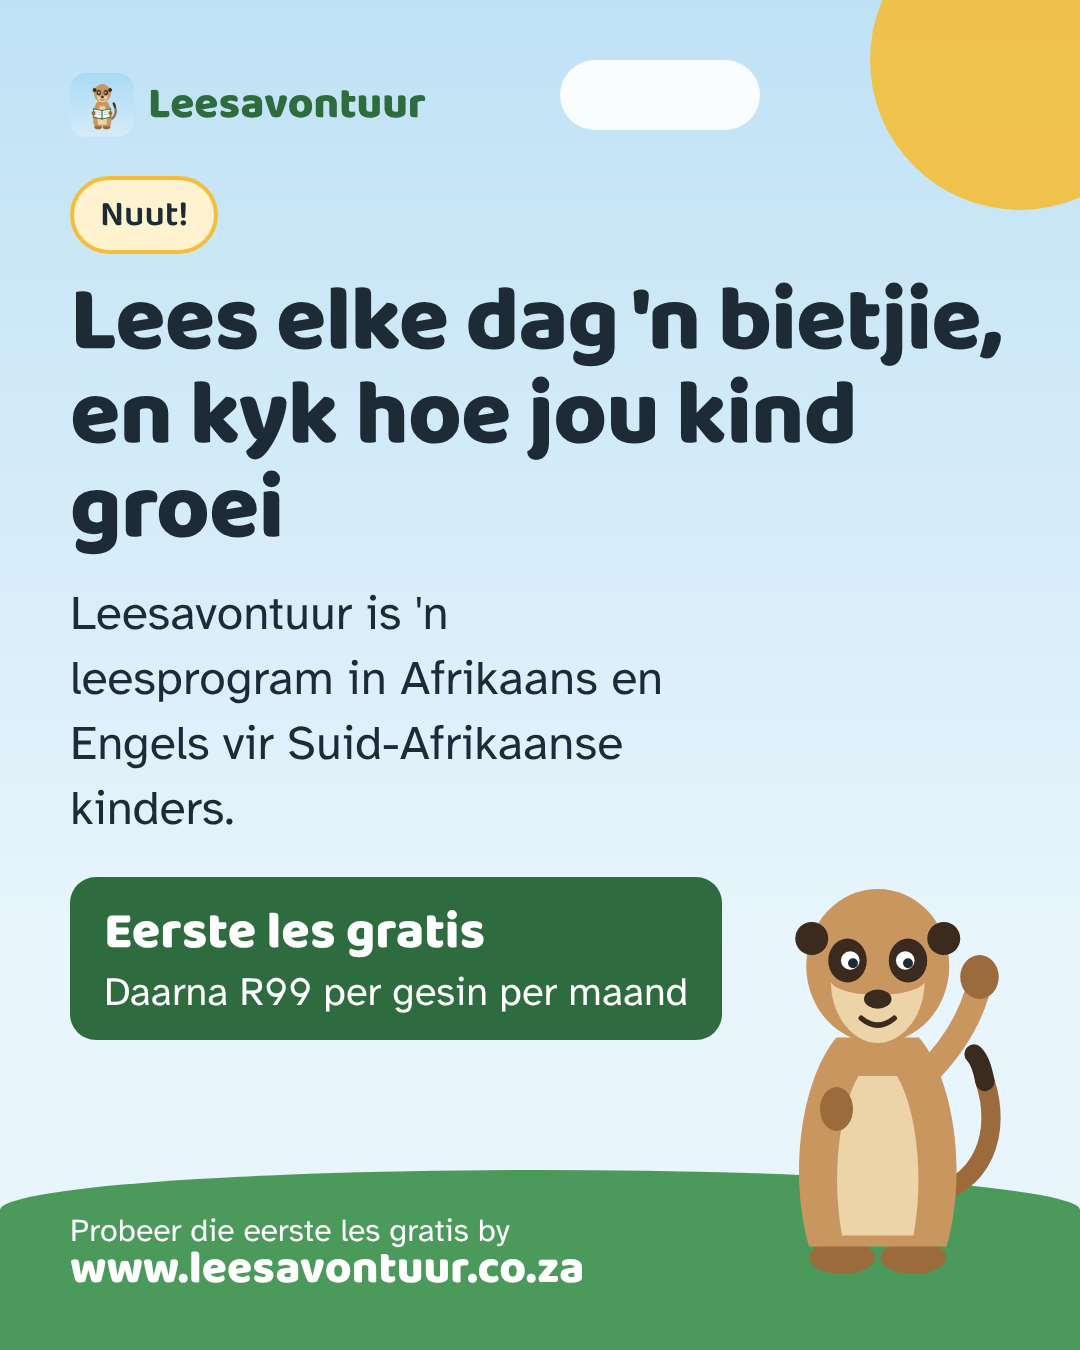 Leesavontuur
Nuut!
Lees elke dag 'n bietjie,
en kyk hoe jou kind
groei
Leesavontuur is 'n
leesprogram in Afrikaans en
Engels vir Suid-Afrikaanse
kinders.
Eerste les gratis
Daarna R99 per gesin per maand
Probeer die eerste les gratis by
www.leesavontuur.co.za